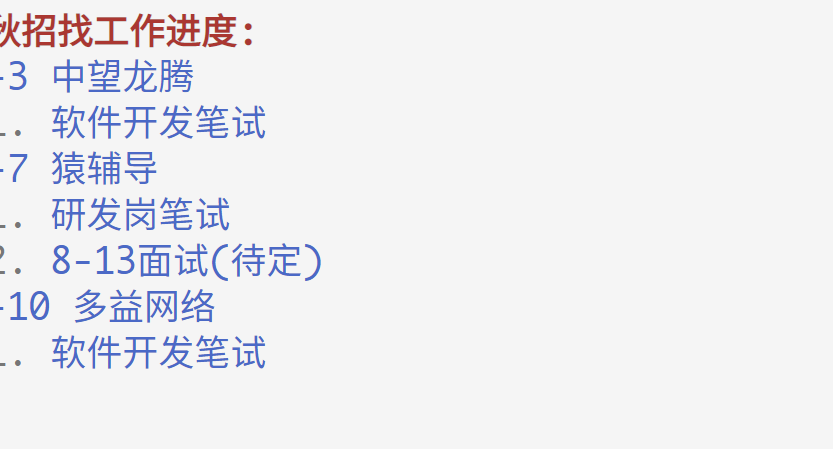 秋招找工作进度:
-3 中望龙腾
1. 软件开发笔试
-7 猿辅导
1. 研发岗笔试
2. 8-13面试(待定)
-10 多益网络
1. 软件开发笔试